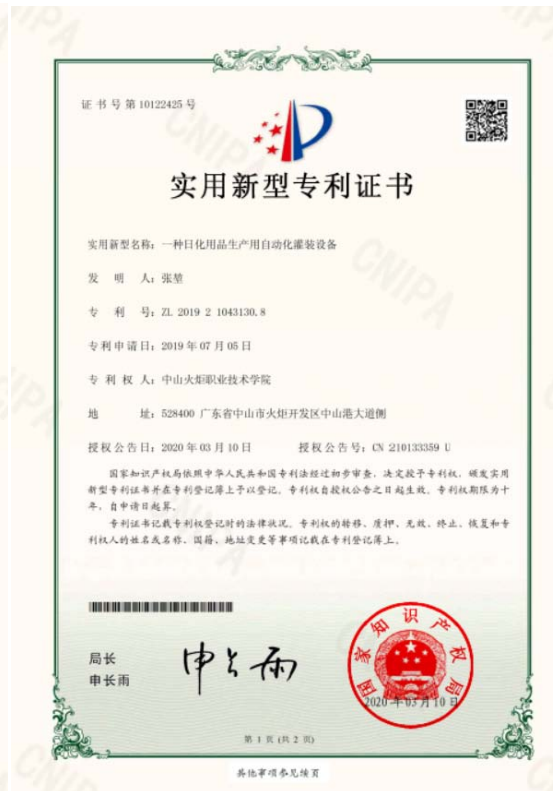 证书号第10122425号
实用新型专利证书
实用新型名称：一种日化用品生产用自动化灌装设备
发明人：张堃
专利号：ZL 2019 2 1043130.8
专利申请日：2019年07月05日
专利权人：中山火炬职业技术学院
地址：528400 广东省中山市火炬开发区中山港大道侧
授权公告日：2020年03月10日 授权公告号：CN 210133359 U
国家知识产权局依照中华人民共和国专利法经过初步审查，决定授予专利权，颁发实用
新型专利证书并在专利登记簿上予以登记。专利权自授权公告之日起生效。专利权期限为十
年，自申请日起算。
专利证书记载专利权登记时的法律状况。专利权的转移、质押、无效、终止、恢复和专
利权人的姓名或名称、国籍、地址变更等事项记载在专利登记簿上。
局长
申长雨
申长雨
国家知识产权局
2020年03月10日
第 1 页 (共 2 页)
其他事项参见续页
CNIPA
CNIPA
CNIPA